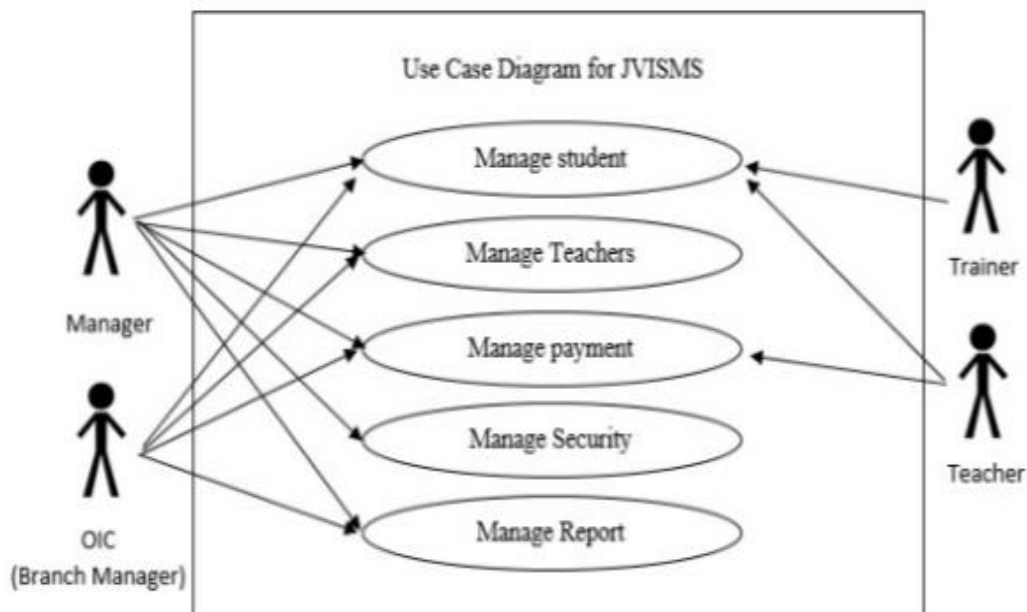 Use Case Diagram for JVISMS
Manage student
Manage Teachers
Manage payment
Manage Security
Manage Report
Manager
OIC
(Branch Manager)
Trainer
Teacher